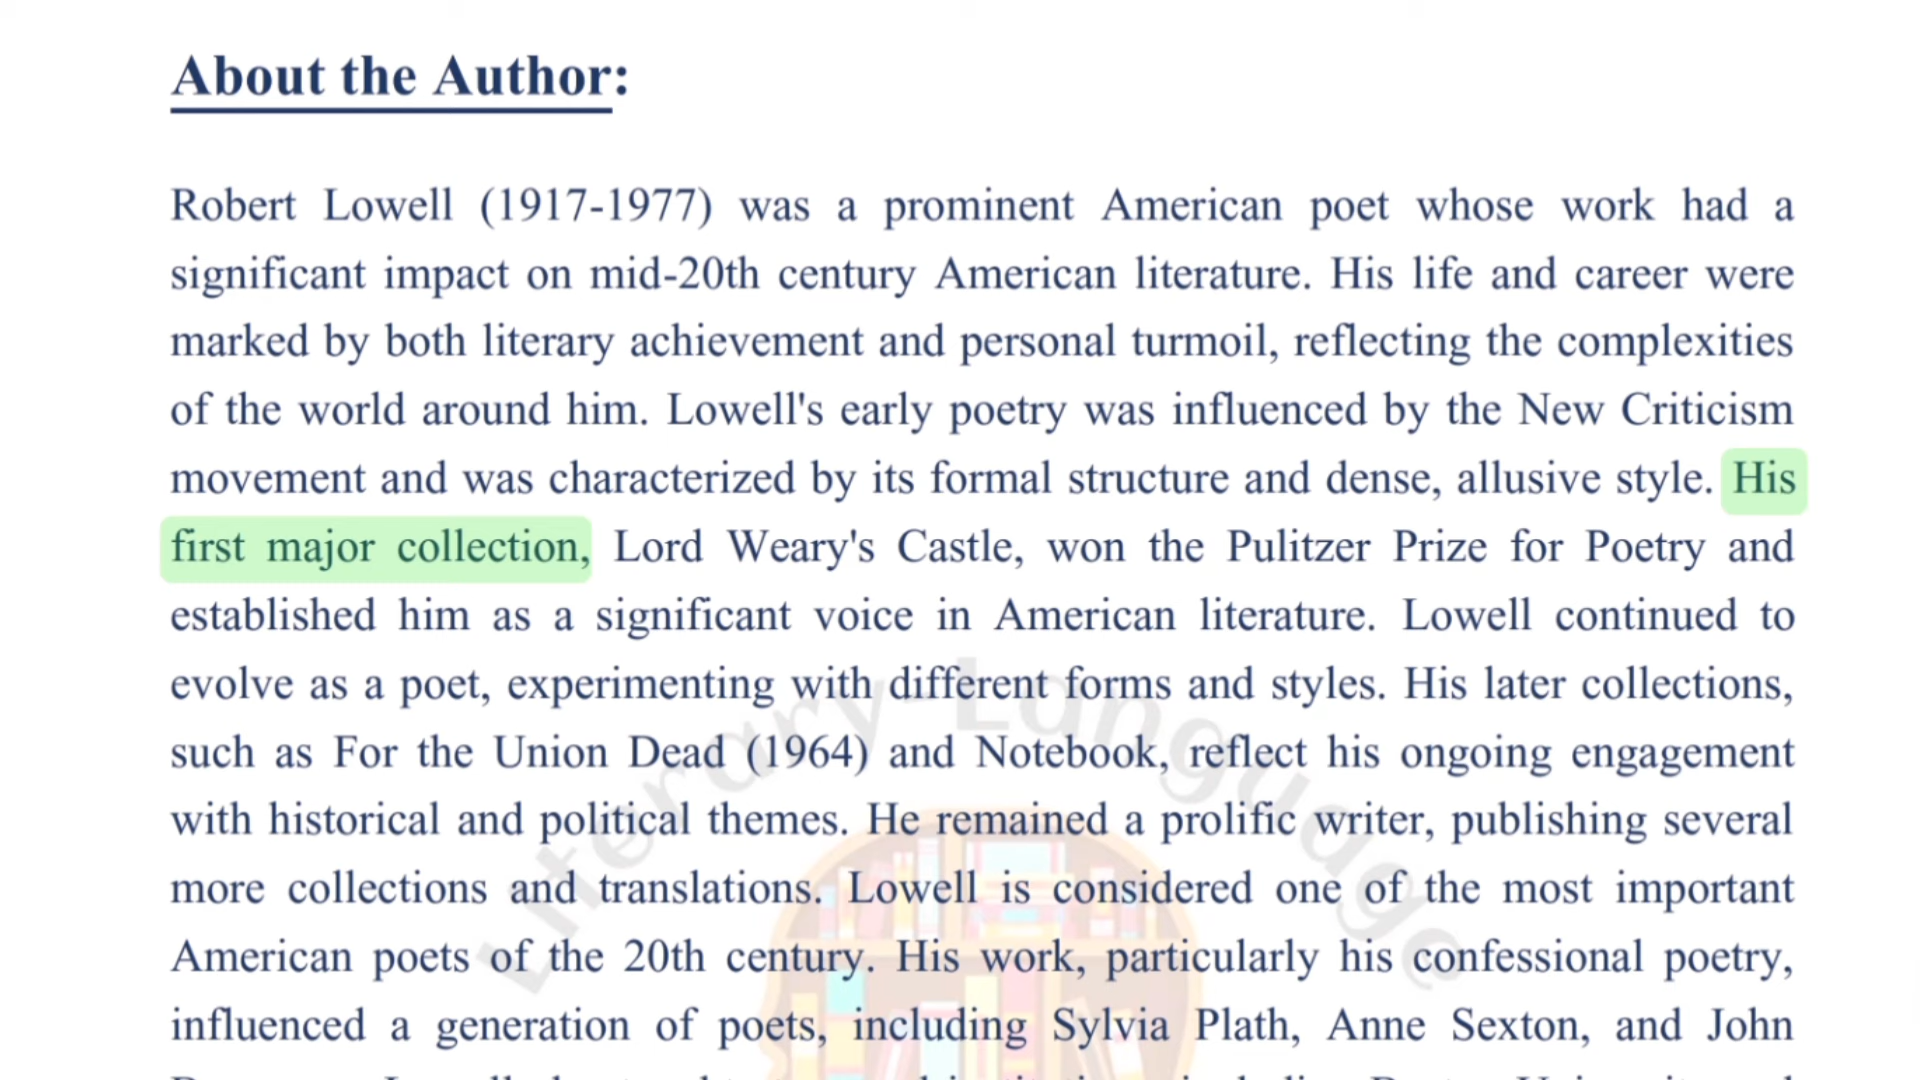 About the Author:
Robert Lowell (1917-1977) was a prominent American poet whose work had a
significant impact on mid-20th century American literature. His life and career were
marked by both literary achievement and personal turmoil, reflecting the complexities
of the world around him. Lowell's early poetry was influenced by the New Criticism
movement and was characterized by its formal structure and dense, allusive style. His
first major collection, Lord Weary's Castle, won the Pulitzer Prize for Poetry and
established him as a significant voice in American literature. Lowell continued to
evolve as a poet, experimenting with different forms and styles. His later collections,
such as For the Union Dead (1964) and Notebook, reflect his ongoing engagement
with historical and political themes. He remained a prolific writer, publishing several
more collections and translations. Lowell is considered one of the most important
American poets of the 20th century. His work, particularly his confessional poetry,
influenced a generation of poets, including Sylvia Plath, Anne Sexton, and John
Literary-Language